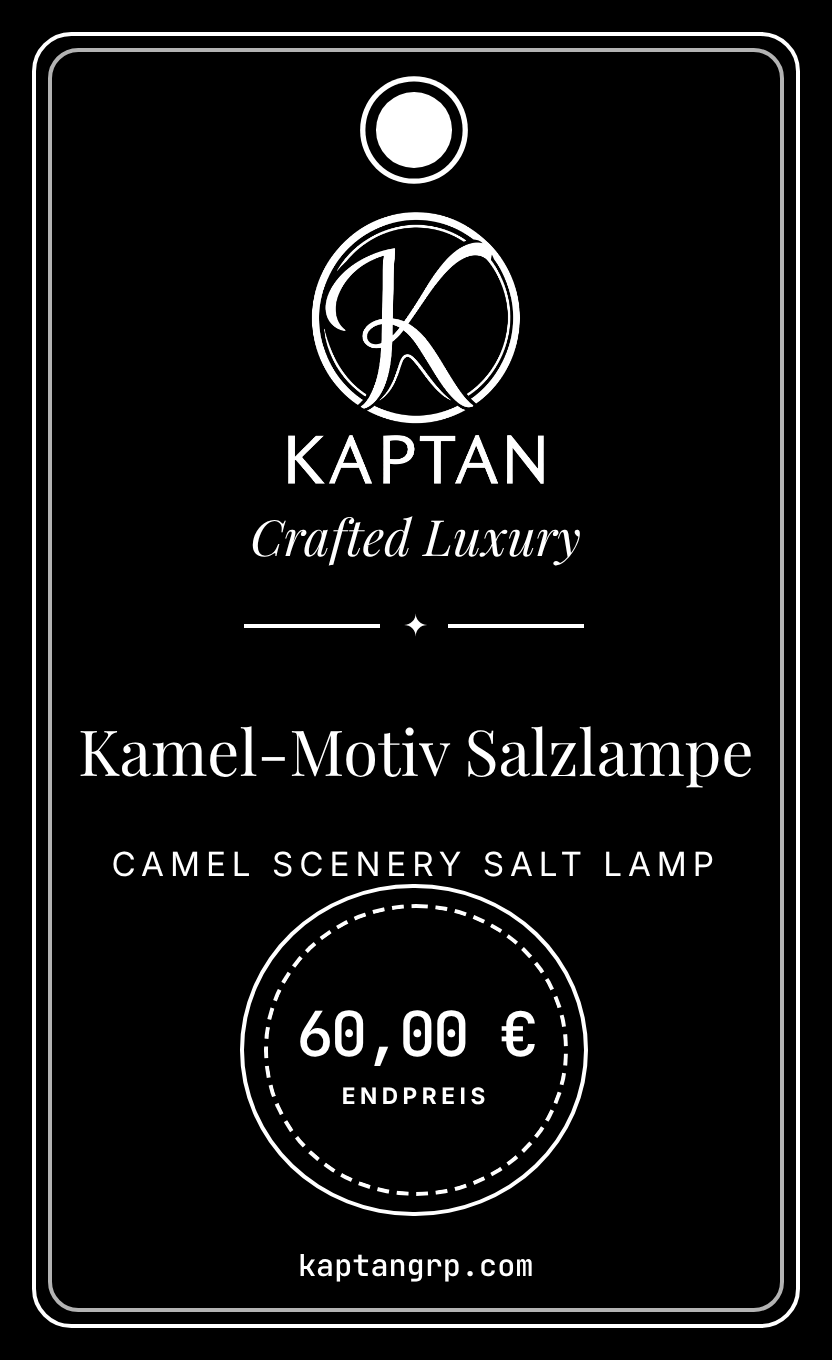 K
KAPTAN
Crafted Luxury
Kamel-Motiv Salzlampe
CAMEL SCENERY SALT LAMP
60,00 €
ENDPREIS
kaptangrp.com